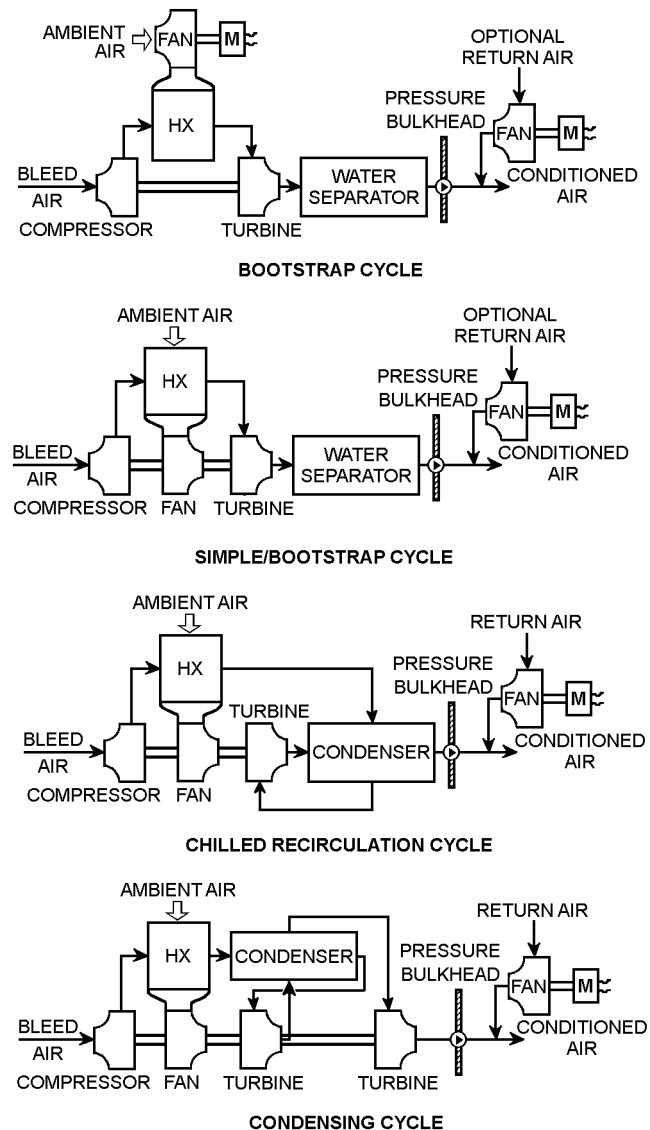 AMBIENT
AIR
FAN
M
OPTIONAL
RETURN AIR
PRESSURE
BULKHEAD
FAN
M
HX
BLEED
AIR
WATER
SEPARATOR
CONDITIONED
AIR
COMPRESSOR
TURBINE
BOOTSTRAP CYCLE
AMBIENT AIR
OPTIONAL
RETURN AIR
HX
PRESSURE
BULKHEAD
FAN
M
BLEED
AIR
WATER
SEPARATOR
CONDITIONED
AIR
COMPRESSOR
FAN
TURBINE
SIMPLE/BOOTSTRAP CYCLE
AMBIENT AIR
RETURN AIR
HX
PRESSURE
BULKHEAD
FAN
M
TURBINE
BLEED
AIR
CONDENSER
CONDITIONED
AIR
COMPRESSOR
FAN
CHILLED RECIRCULATION CYCLE
AMBIENT AIR
RETURN AIR
HX
CONDENSER
PRESSURE
BULKHEAD
FAN
M
BLEED
AIR
CONDITIONED
AIR
COMPRESSOR
FAN
TURBINE
TURBINE
CONDENSING CYCLE